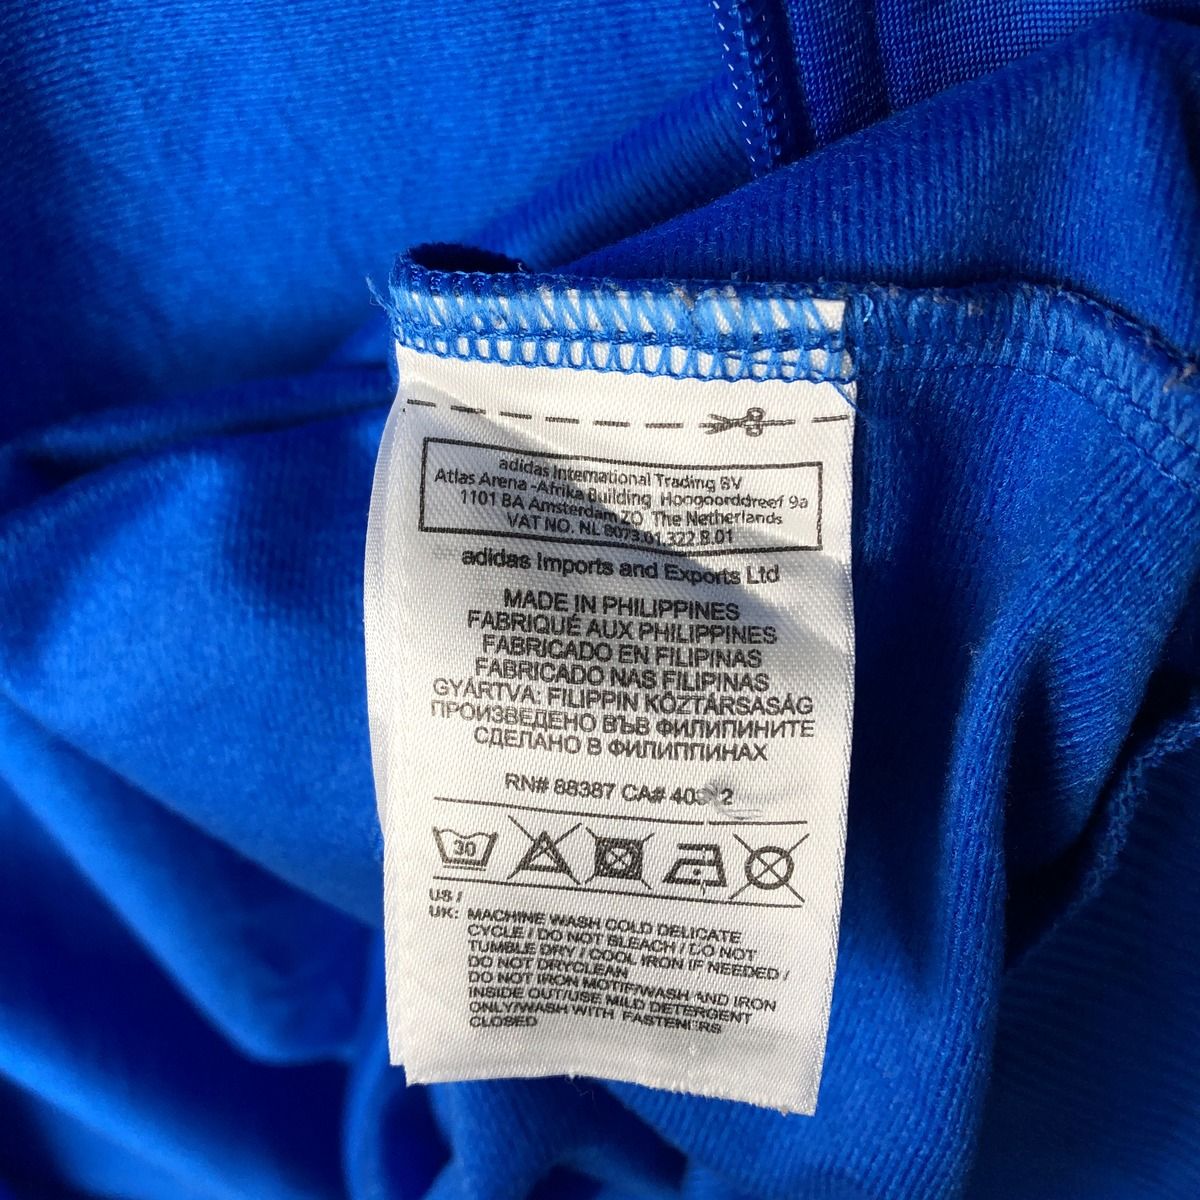 adidas International Trading BV
Atlas Arena -Afrika Building Hoogoorddreef 9a
1101 BA Amsterdam ZO The Netherlands
VAT NO. NL 8073.01.322.B.01
adidas Imports and Exports Ltd
MADE IN PHILIPPINES
FABRIQUÉ AUX PHILIPPINES
FABRICADO EN FILIPINAS
FABRICADO NAS FILIPINAS
GYÁRTVA: FILIPPIN KÖZTÁRSASÁG
ПРОИЗВЕДЕНО ВЪВ ФИЛИПИНИТЕ
СДЕЛАНО В ФИЛИППИНАХ
RN# 88387 CA#
30
US /
UK: MACHINE WASH COLD DELICATE
CYCLE / DO NOT BLEACH / DO NOT
TUMBLE DRY / COOL IRON IF NEEDED /
DO NOT DRYCLEAN
DO NOT IRON MOTIF/WASH AND IRON
INSIDE OUT/USE MILD DETERGENT
ONLY/WASH WITH FASTENERS
CLOSED